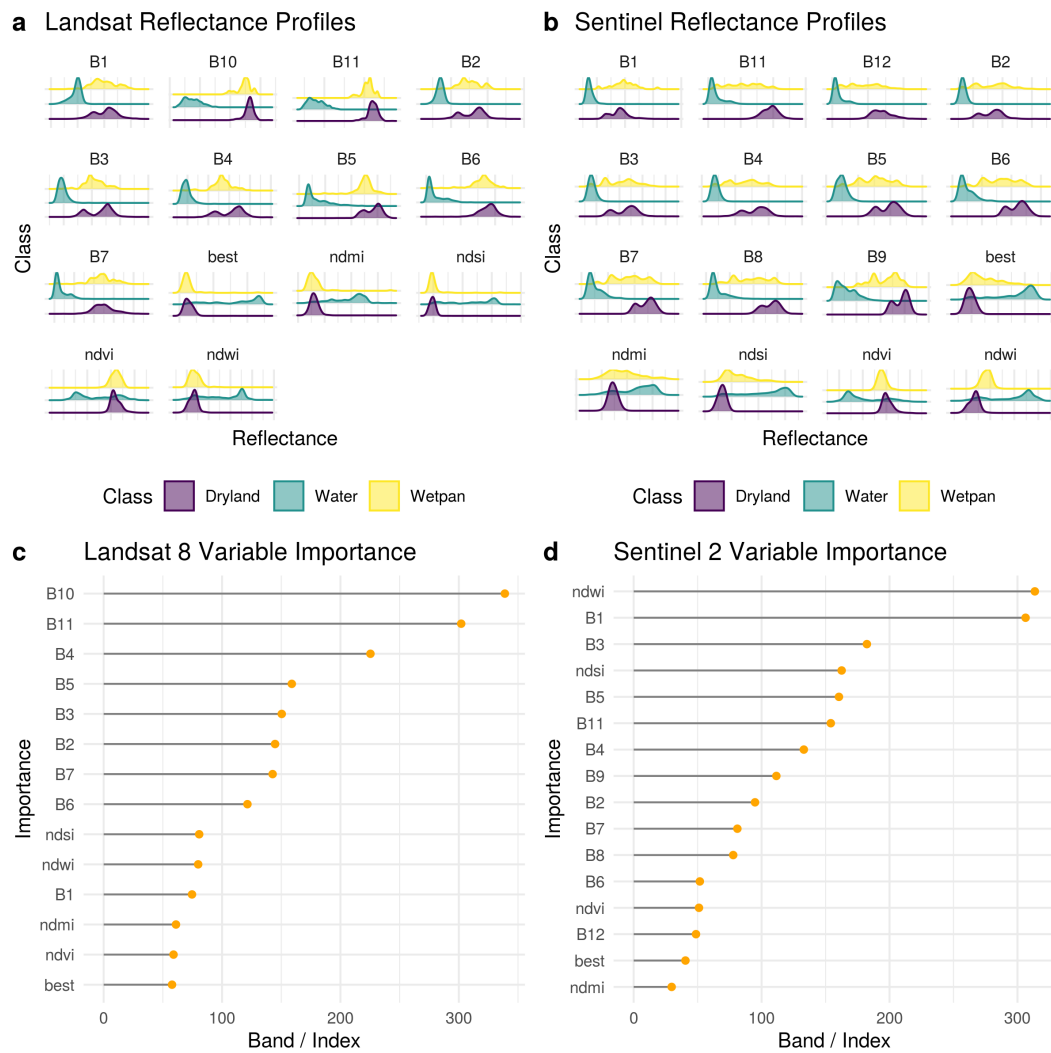 a Landsat Reflectance Profiles
B1 B10 B11 B2
B3 B4 B5 B6
B7 best ndmi ndsi
ndvi ndwi
Class
Reflectance
Class Dryland Water Wetpan
b Sentinel Reflectance Profiles
B1 B11 B12 B2
B3 B4 B5 B6
B7 B8 B9 best
ndmi ndsi ndvi ndwi
Class
Reflectance
Class Dryland Water Wetpan
c Landsat 8 Variable Importance
B10
B11
B4
B5
B3
B2
B7
B6
ndsi
ndwi
B1
ndmi
ndvi
best
Importance
0 100 200 300
Band / Index
d Sentinel 2 Variable Importance
ndwi
B1
B3
ndsi
B5
B11
B4
B9
B2
B7
B8
B6
ndvi
B12
best
ndmi
Importance
0 100 200 300
Band / Index